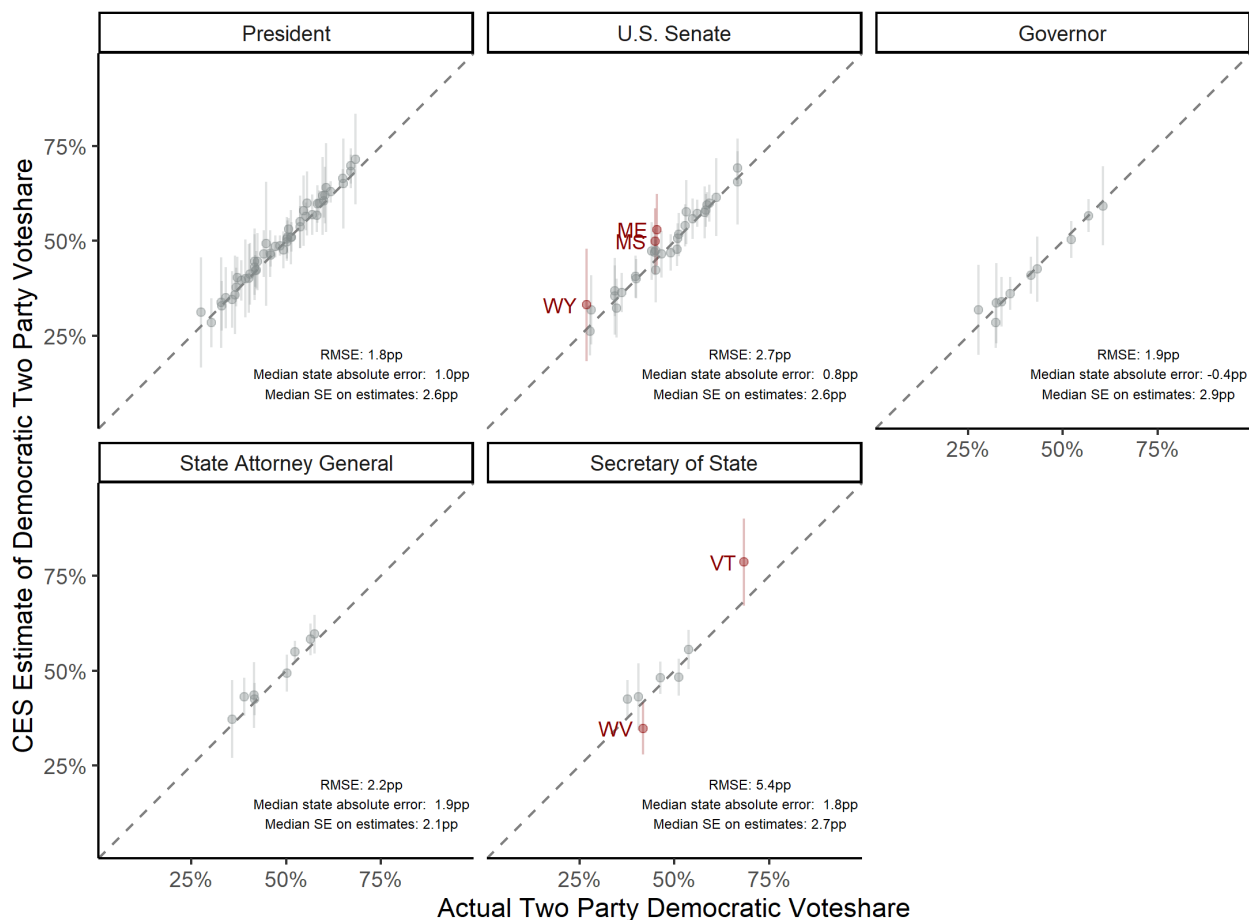 President
U.S. Senate
Governor
CES Estimate of Democratic Two Party Voteshare
75%
50%
25%
RMSE: 1.8pp
Median state absolute error:  1.0pp
Median SE on estimates: 2.6pp
ME
MS
WY
RMSE: 2.7pp
Median state absolute error:  0.8pp
Median SE on estimates: 2.6pp
RMSE: 1.9pp
Median state absolute error: -0.4pp
Median SE on estimates: 2.9pp
25% 50% 75%
State Attorney General
Secretary of State
75%
50%
25%
RMSE: 2.2pp
Median state absolute error:  1.9pp
Median SE on estimates: 2.1pp
VT
WV
RMSE: 5.4pp
Median state absolute error:  1.8pp
Median SE on estimates: 2.7pp
25% 50% 75%
25% 50% 75%
Actual Two Party Democratic Voteshare